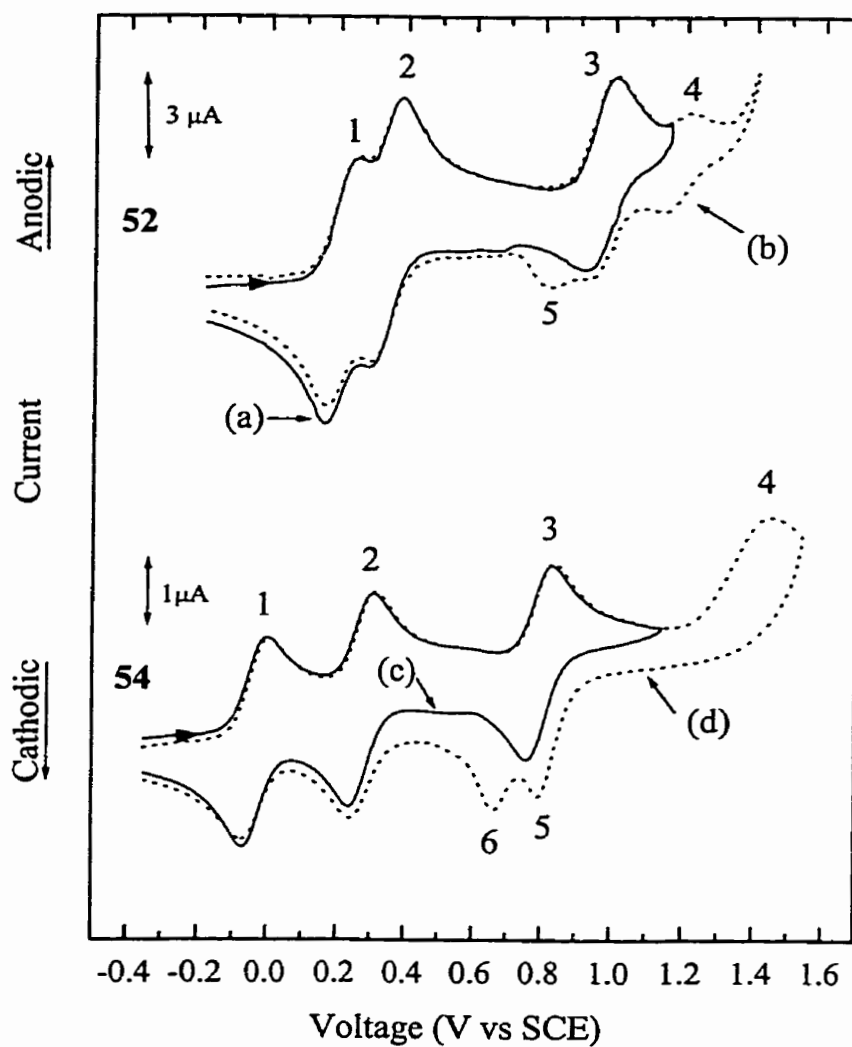 2
3
4
3 μA
1
52
(b)
5
(a)
Anodic
Current
Cathodic
4
3
2
1μA
1
54
(c)
(d)
6
5
-0.4 -0.2 0.0 0.2 0.4 0.6 0.8 1.0 1.2 1.4 1.6
Voltage (V vs SCE)